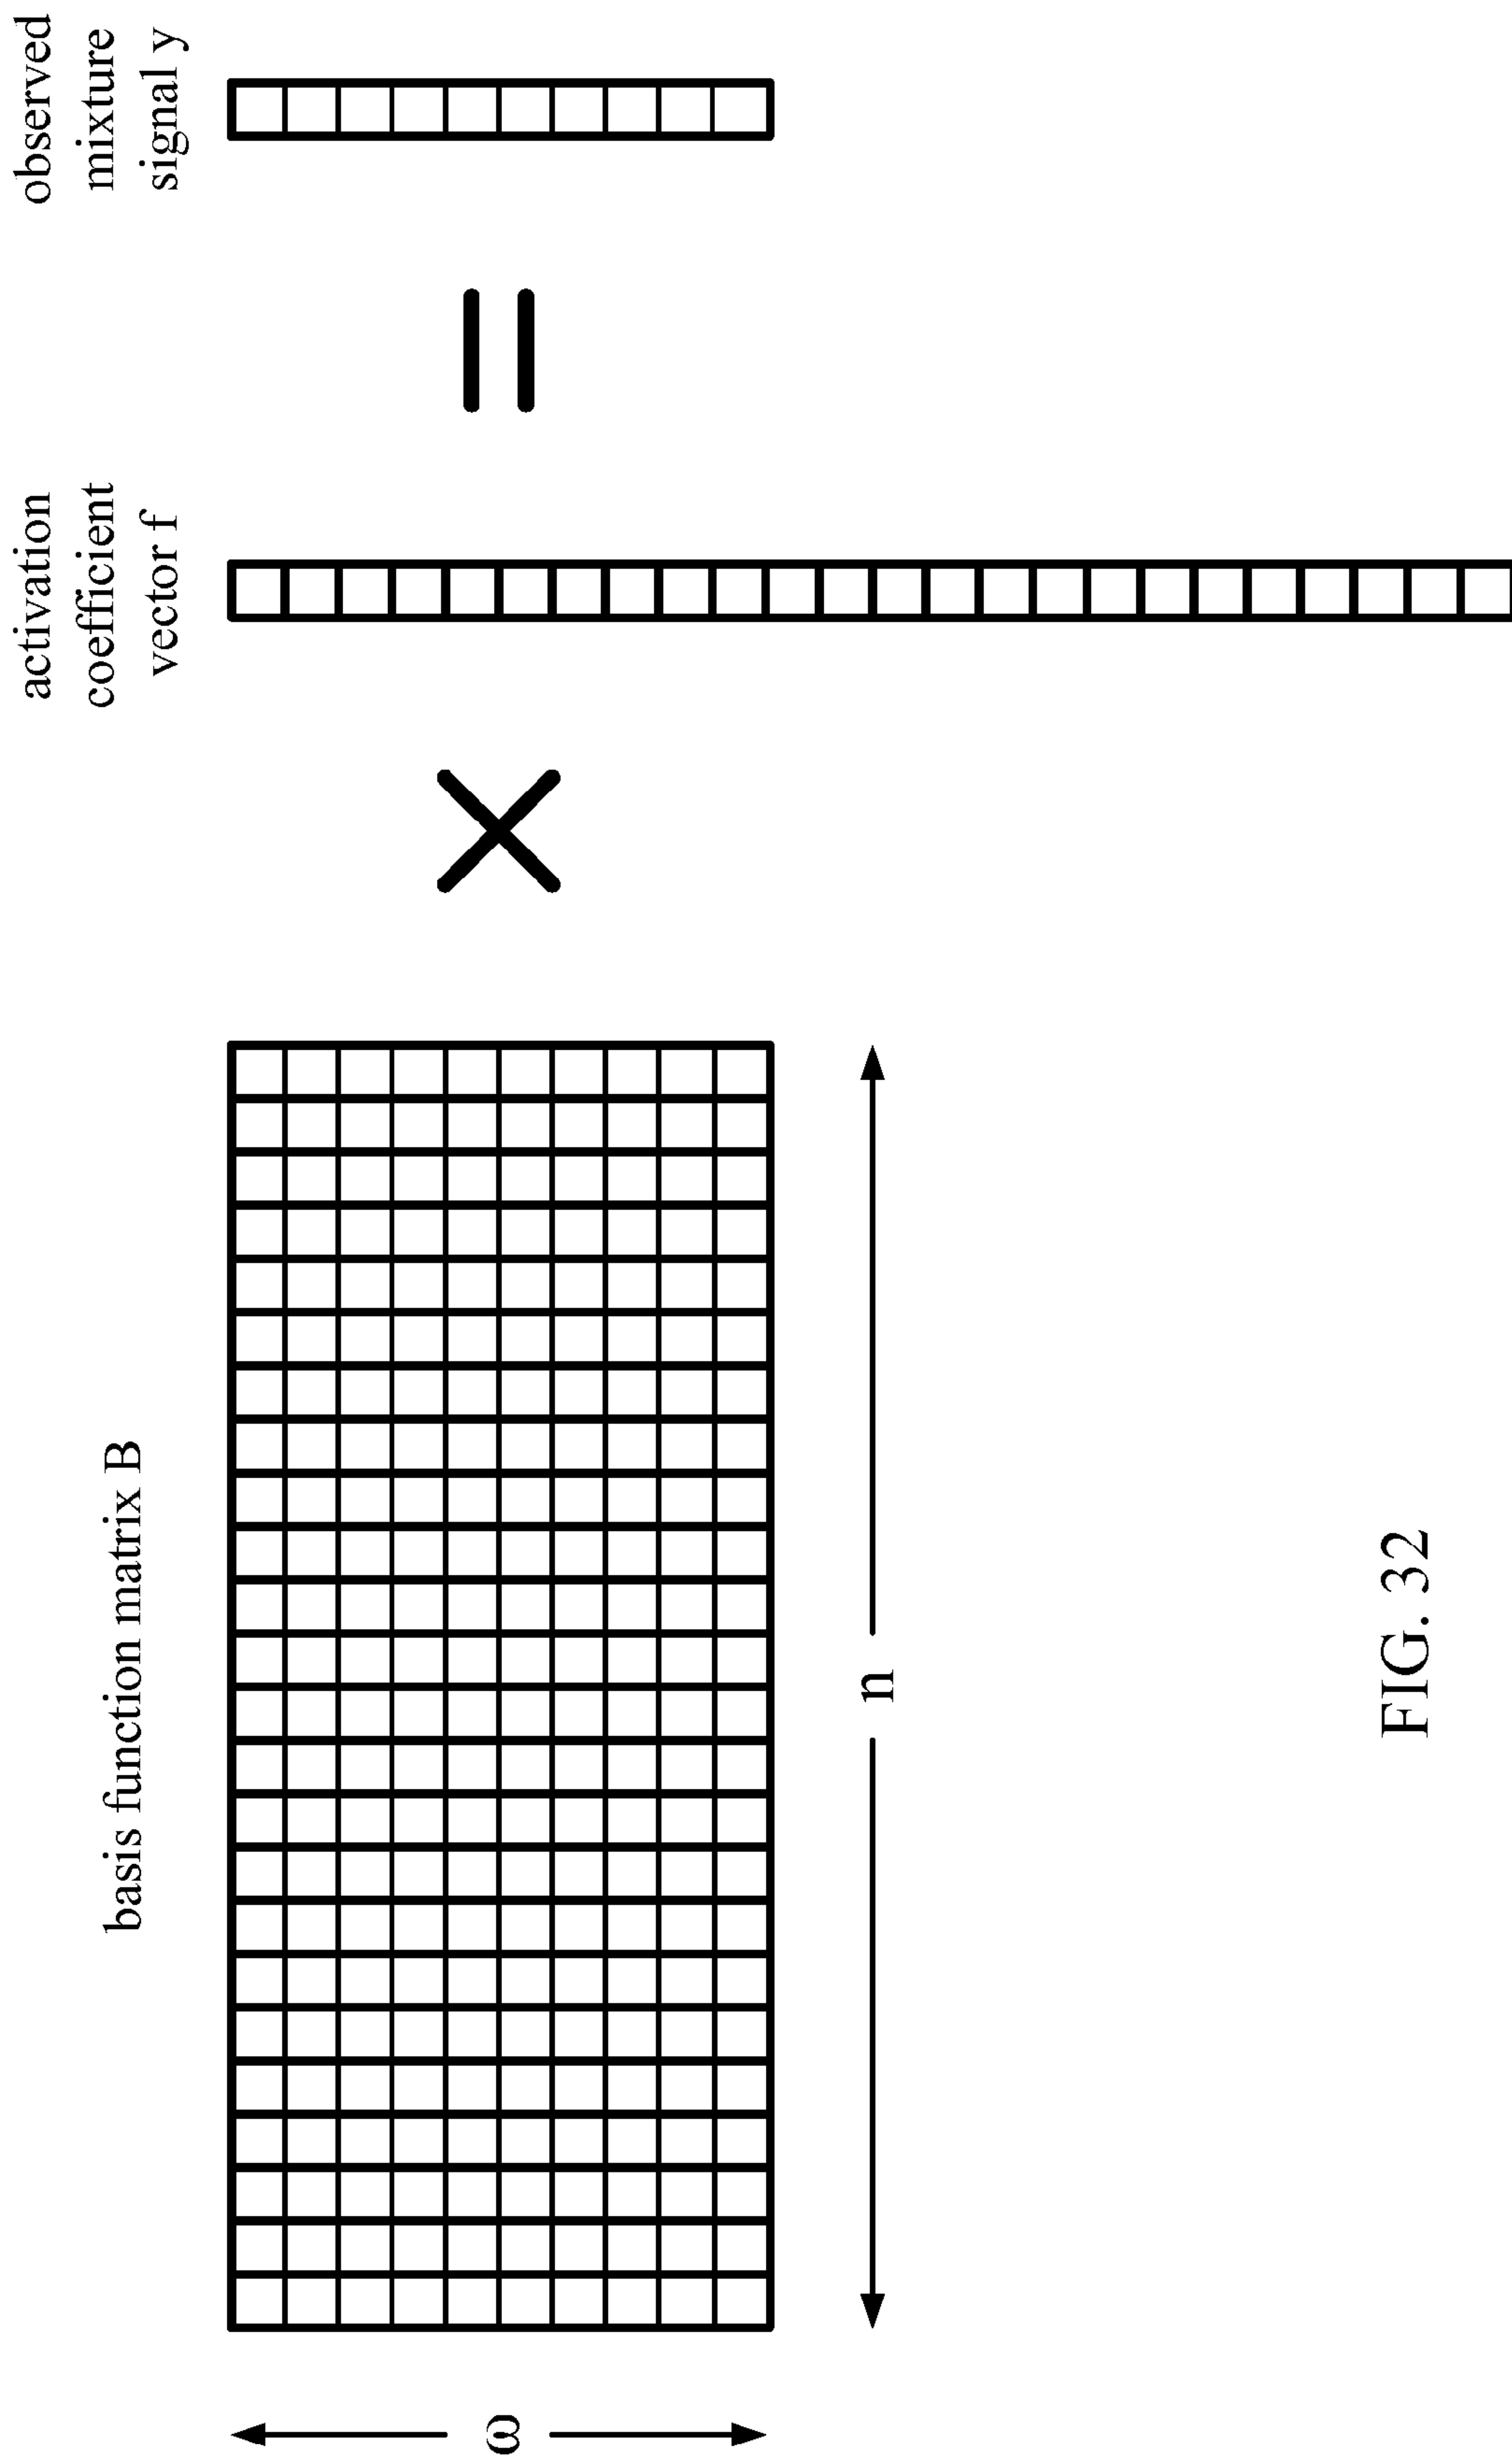 basis function matrix B
activation
coefficient
vector f
observed
mixture
signal y
ω
n
FIG. 32